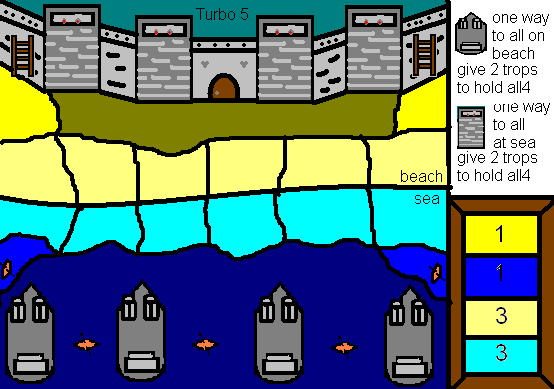 Turbo 5
one way
to all on
beach
give 2 trops
to hold all4
one way
to all
at sea
give 2 trops
to hold all4
beach
sea
1
1
3
3